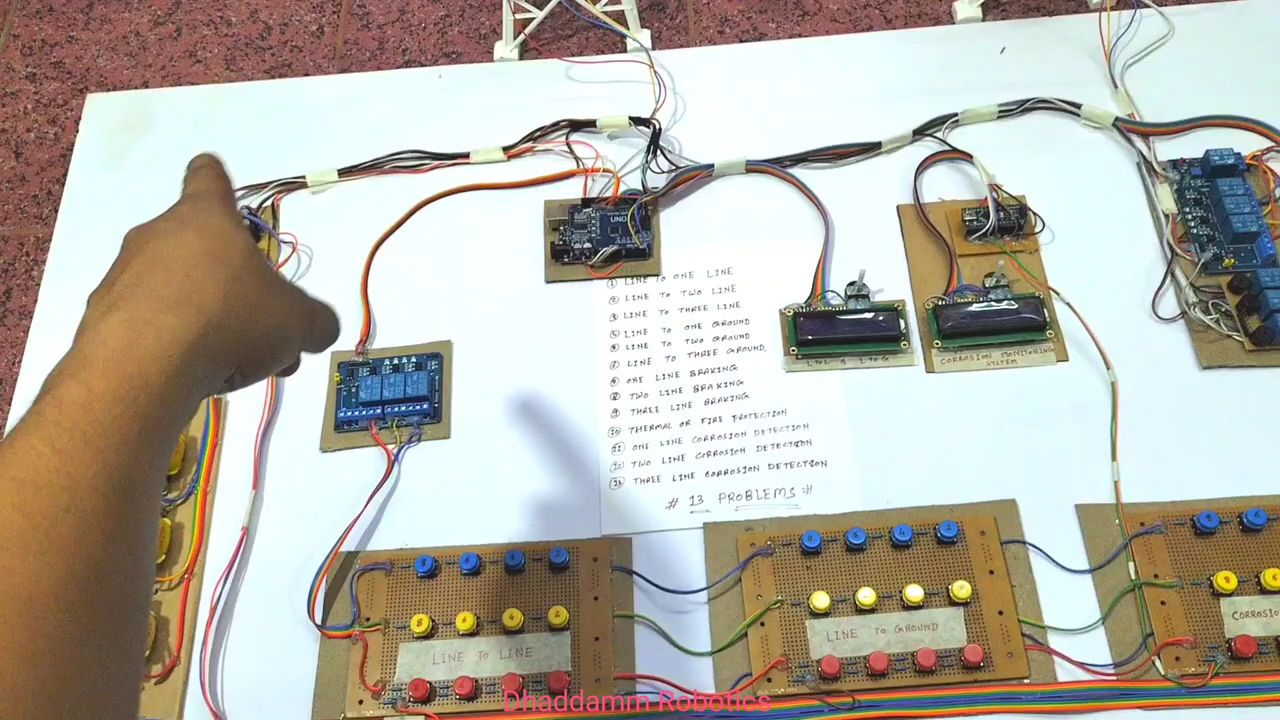 UNO
① LINE TO ONE LINE
② LINE TO TWO LINE
③ LINE TO THREE LINE
④ LINE TO ONE GROUND
⑤ LINE TO TWO GROUND
⑥ LINE TO THREE GROUND.
⑦ ONE LINE BRAKING
⑧ TWO LINE BRAKING
⑨ THREE LINE BRAKING
⑩ THERMAL OR FIRE PROTECTION
⑪ ONE LINE CORROSION DETECTION
⑫ TWO LINE CORROSION DETECTION
⑬ THREE LINE CORROSION DETECTION
# 13 PROBLEMS #
L TO L & L TO G
CORROSION MONITORING
SYSTEM
LINE TO LINE
LINE TO GROUND
CORROSIO
Dhaddamm Robotics